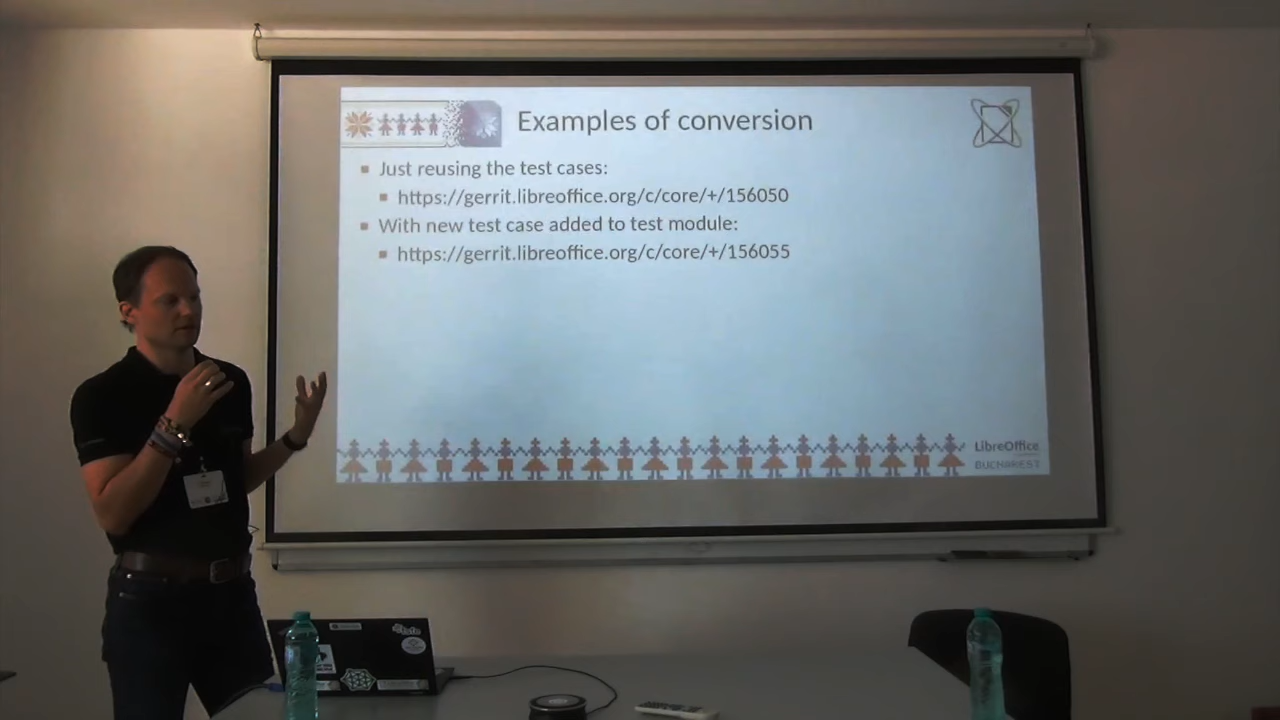 Examples of conversion
Just reusing the test cases:
https://gerrit.libreoffice.org/c/core/+/156050
With new test case added to test module:
https://gerrit.libreoffice.org/c/core/+/156055
LibreOffice
BUCHAREST